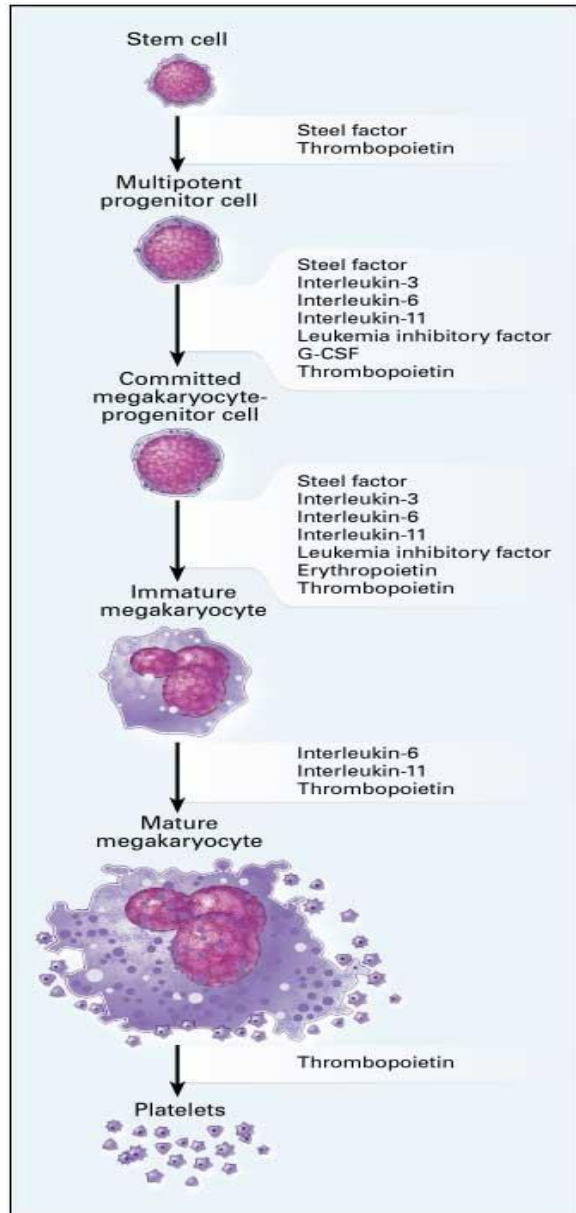 Stem cell
Steel factor
Thrombopoietin
Multipotent
progenitor cell
Steel factor
Interleukin-3
Interleukin-6
Interleukin-11
Leukemia inhibitory factor
G-CSF
Thrombopoietin
Committed
megakaryocyte-
progenitor cell
Steel factor
Interleukin-3
Interleukin-6
Interleukin-11
Leukemia inhibitory factor
Erythropoietin
Thrombopoietin
Immature
megakaryocyte
Interleukin-6
Interleukin-11
Thrombopoietin
Mature
megakaryocyte
Thrombopoietin
Platelets